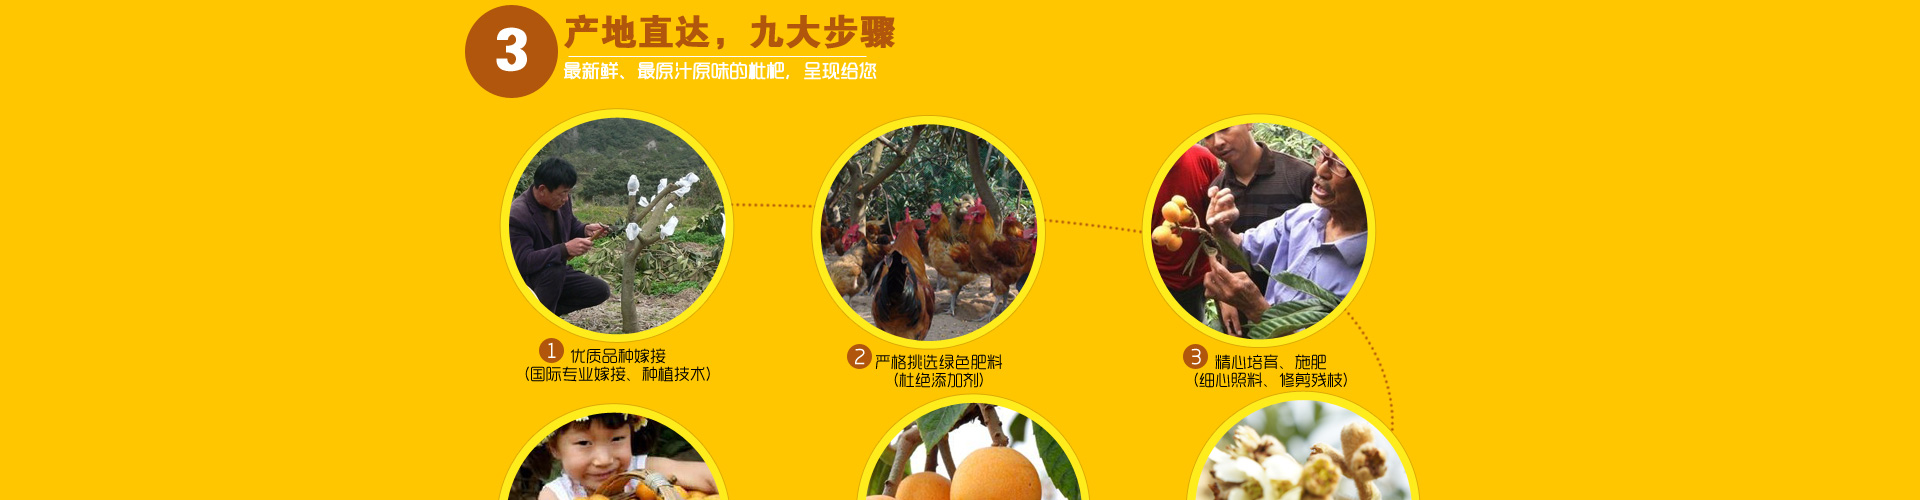 3
产地直达，九大步骤
最新鲜、最原汁原味的枇杷，呈现给您
1 优质品种嫁接
（国际专业嫁接、种植技术）
2 严格挑选绿色肥料
（杜绝添加剂）
3 精心培育、施肥
（细心照料、修剪残枝）